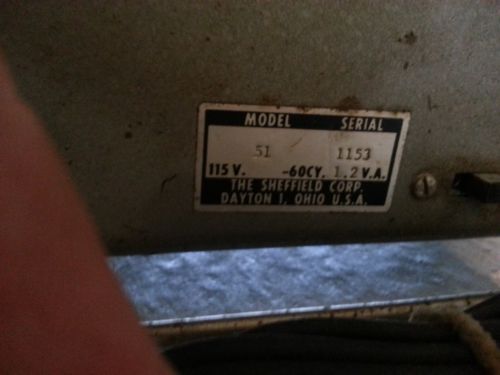 MODEL SERIAL
51 1153
115 V. -60CY. 1.2 V.A.
THE SHEFFIELD CORP.
DAYTON 1, OHIO U.S.A.